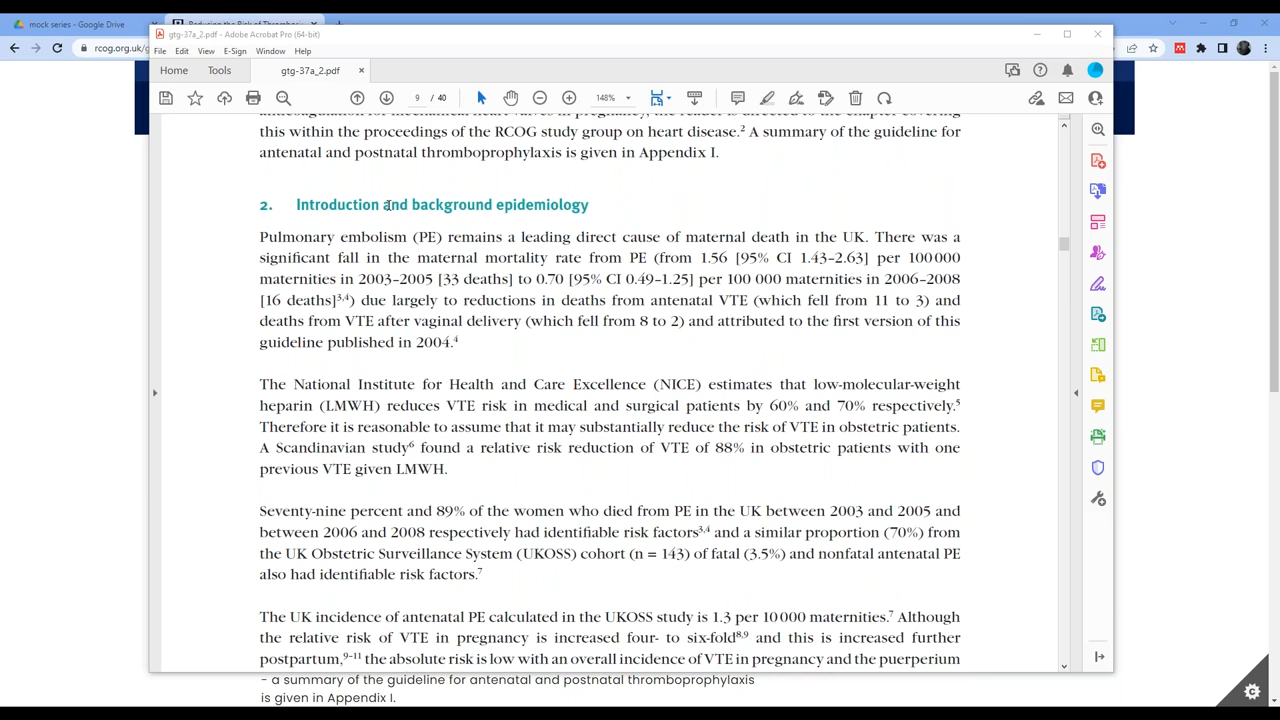 mock series - Google Drive
Reducing the Risk of Thrombo
rcog.org.uk/g
gtg-37a_2.pdf - Adobe Acrobat Pro (64-bit)
File Edit View E-Sign Window Help
Home Tools gtg-37a_2.pdf ×
9 / 40 148%
this within the proceedings of the RCOG study group on heart disease.2 A summary of the guideline for
antenatal and postnatal thromboprophylaxis is given in Appendix I.
2. Introduction and background epidemiology
Pulmonary embolism (PE) remains a leading direct cause of maternal death in the UK. There was a
significant fall in the maternal mortality rate from PE (from 1.56 [95% CI 1.43–2.63] per 100 000
maternities in 2003–2005 [33 deaths] to 0.70 [95% CI 0.49–1.25] per 100 000 maternities in 2006–2008
[16 deaths]3,4) due largely to reductions in deaths from antenatal VTE (which fell from 11 to 3) and
deaths from VTE after vaginal delivery (which fell from 8 to 2) and attributed to the first version of this
guideline published in 2004.4
The National Institute for Health and Care Excellence (NICE) estimates that low-molecular-weight
heparin (LMWH) reduces VTE risk in medical and surgical patients by 60% and 70% respectively.5
Therefore it is reasonable to assume that it may substantially reduce the risk of VTE in obstetric patients.
A Scandinavian study6 found a relative risk reduction of VTE of 88% in obstetric patients with one
previous VTE given LMWH.
Seventy-nine percent and 89% of the women who died from PE in the UK between 2003 and 2005 and
between 2006 and 2008 respectively had identifiable risk factors3,4 and a similar proportion (70%) from
the UK Obstetric Surveillance System (UKOSS) cohort (n = 143) of fatal (3.5%) and nonfatal antenatal PE
also had identifiable risk factors.7
The UK incidence of antenatal PE calculated in the UKOSS study is 1.3 per 10 000 maternities.7 Although
the relative risk of VTE in pregnancy is increased four- to six-fold8,9 and this is increased further
postpartum,9–11 the absolute risk is low with an overall incidence of VTE in pregnancy and the puerperium
- a summary of the guideline for antenatal and postnatal thromboprophylaxis
is given in Appendix I.